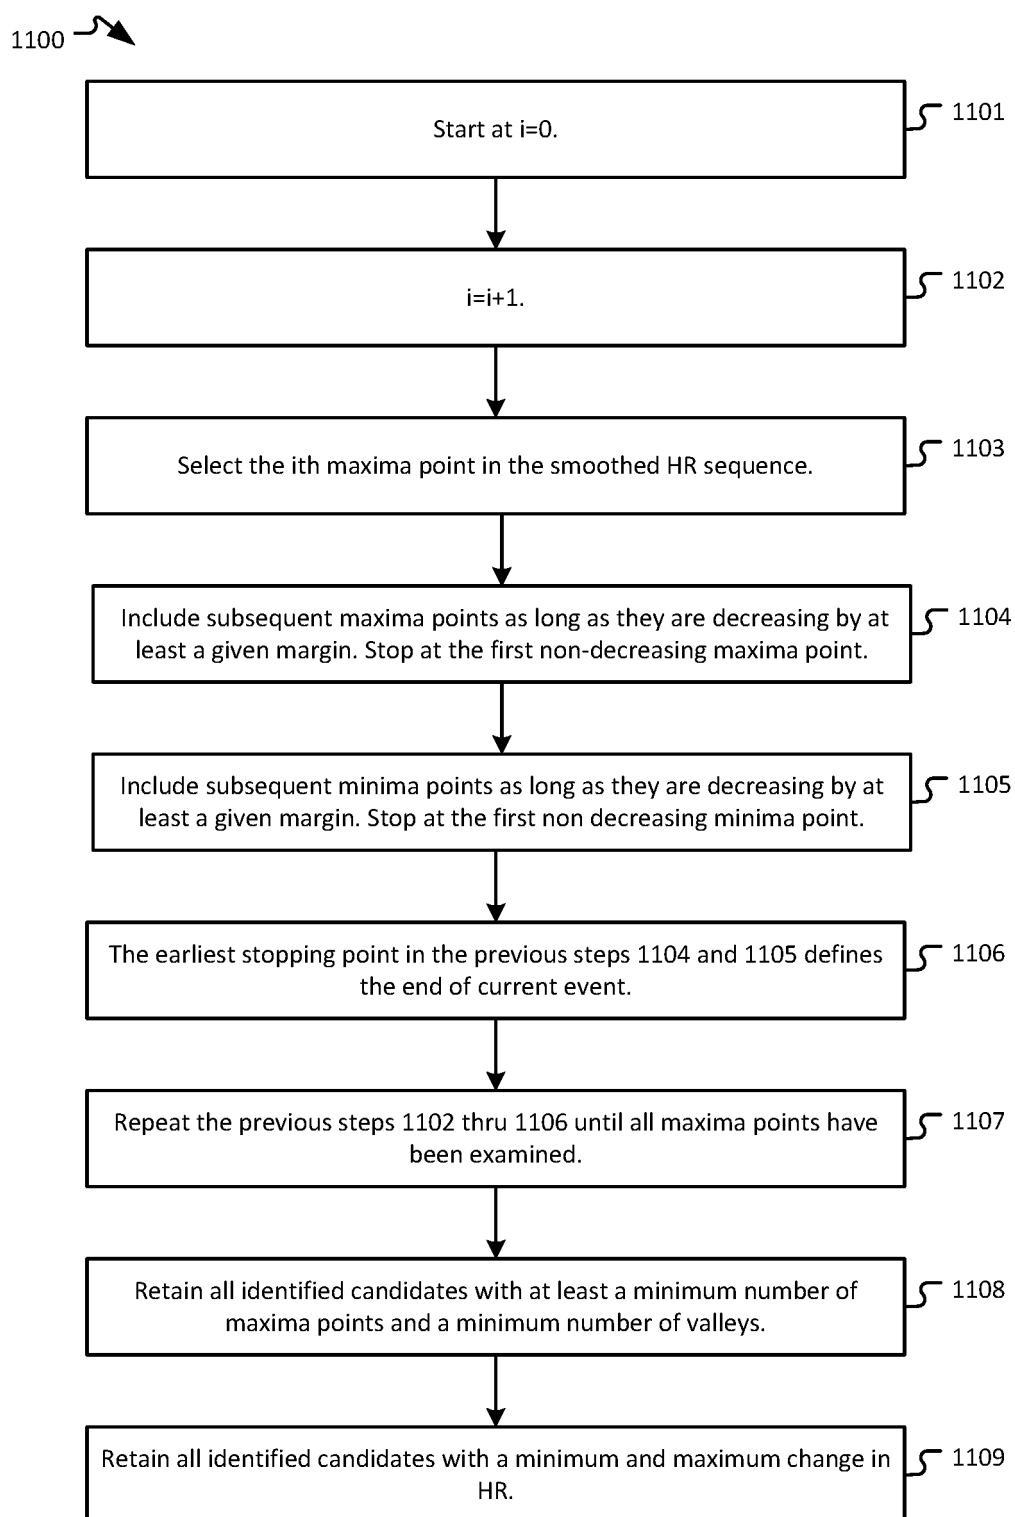 1100
Start at i=0.
1101
i=i+1.
1102
Select the ith maxima point in the smoothed HR sequence.
1103
Include subsequent maxima points as long as they are decreasing by at
least a given margin. Stop at the first non-decreasing maxima point.
1104
Include subsequent minima points as long as they are decreasing by at
least a given margin. Stop at the first non decreasing minima point.
1105
The earliest stopping point in the previous steps 1104 and 1105 defines
the end of current event.
1106
Repeat the previous steps 1102 thru 1106 until all maxima points have
been examined.
1107
Retain all identified candidates with at least a minimum number of
maxima points and a minimum number of valleys.
1108
Retain all identified candidates with a minimum and maximum change in
HR.
1109